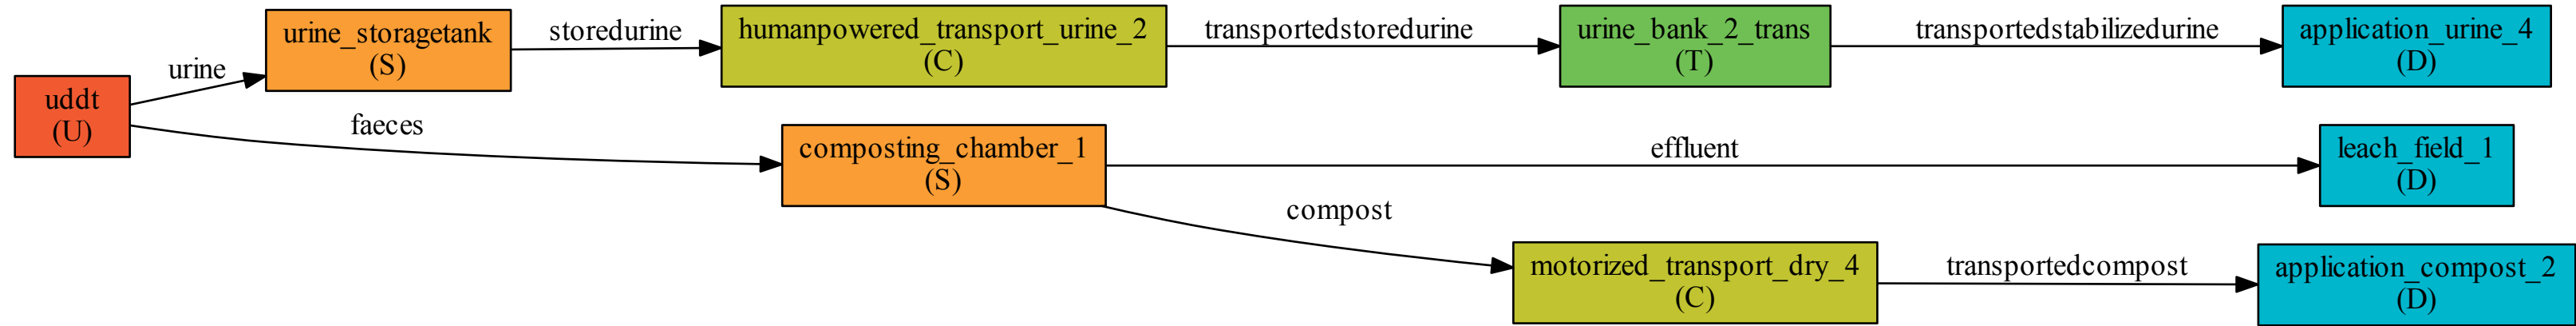 uddt
(U)
urine
urine_storagetank
(S)
storedurine
humanpowered_transport_urine_2
(C)
transportedstoredurine
urine_bank_2_trans
(T)
transportedstabilizedurine
application_urine_4
(D)
faeces
composting_chamber_1
(S)
effluent
leach_field_1
(D)
compost
motorized_transport_dry_4
(C)
transportedcompost
application_compost_2
(D)